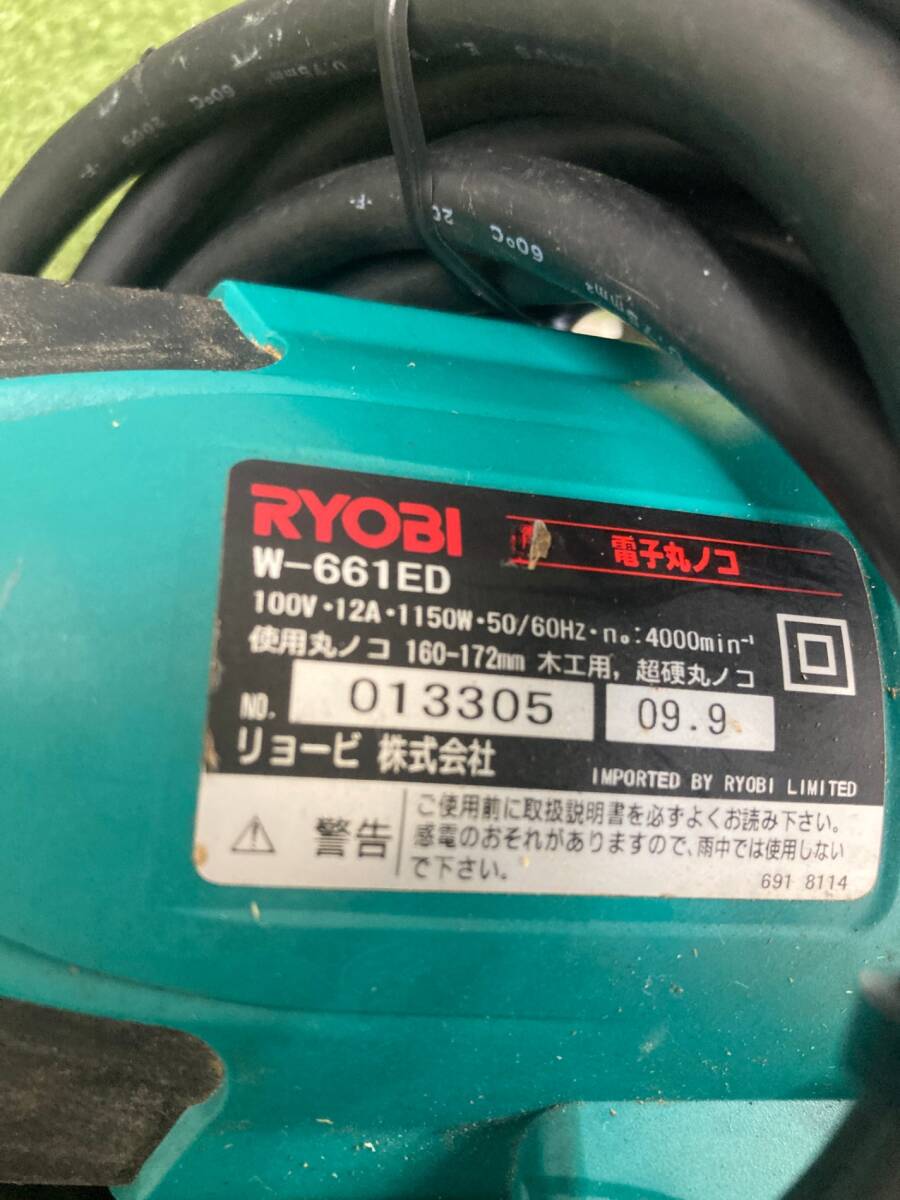 60°C
2C
-F-
60°C
RYOBI
電子丸ノコ
W-661ED
100V・12A・1150W・50/60Hz・n₀:4000min⁻¹
使用丸ノコ 160-172mm 木工用, 超硬丸ノコ
NO. 013305 09.9
リョービ 株式会社
IMPORTED BY RYOBI LIMITED
警告
ご使用前に取扱説明書を必ずよくお読み下さい。
感電のおそれがありますので、雨中では使用しない
で下さい。
691 8114